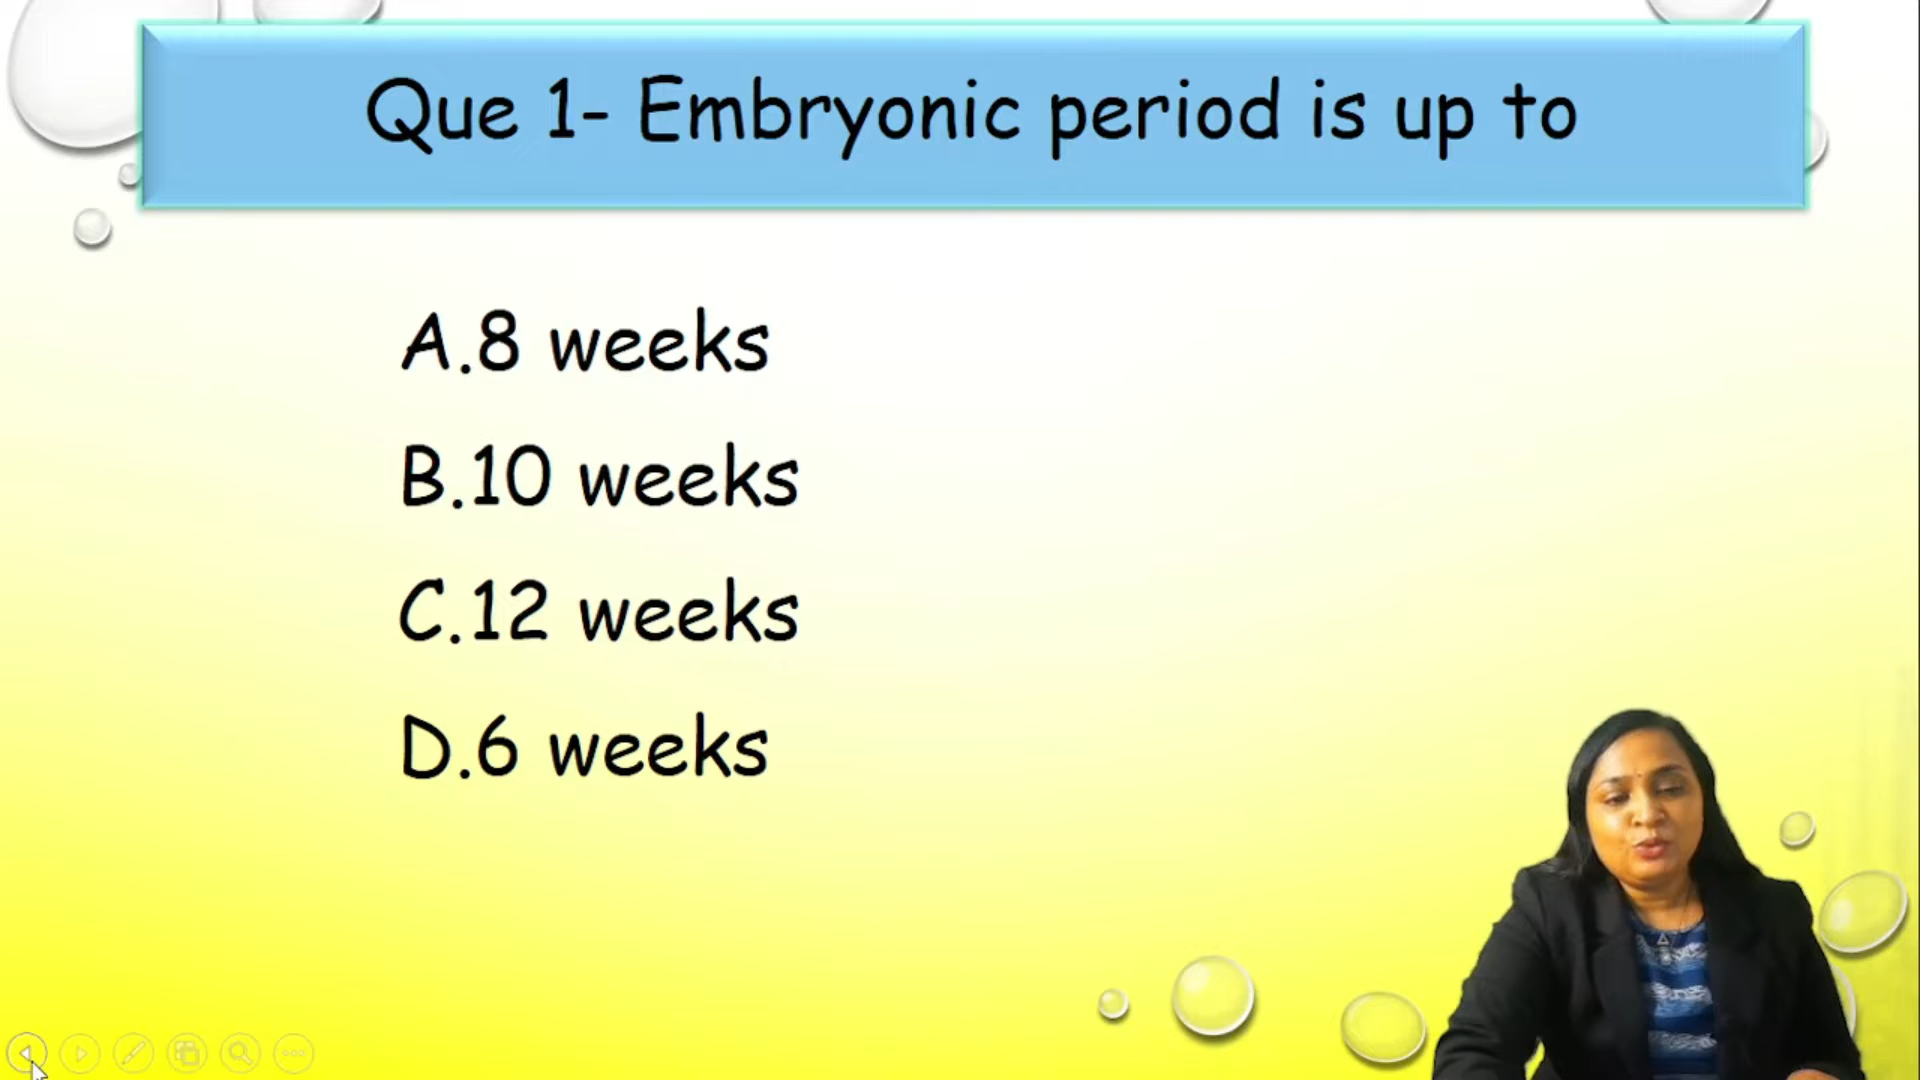 Que 1- Embryonic period is up to
A.8 weeks
B.10 weeks
C.12 weeks
D.6 weeks